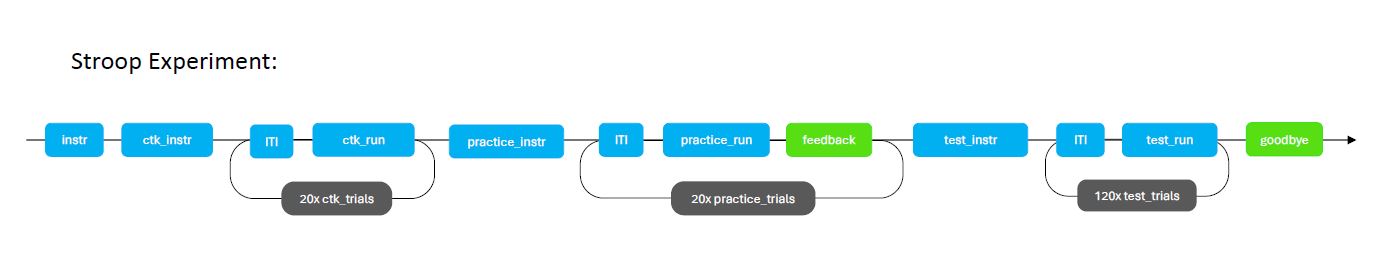 Stroop Experiment:
instr
ctk_instr
ITI
ctk_run
practice_instr
ITI
practice_run
feedback
test_instr
ITI
test_run
goodbye
20x ctk_trials
20x practice_trials
120x test_trials